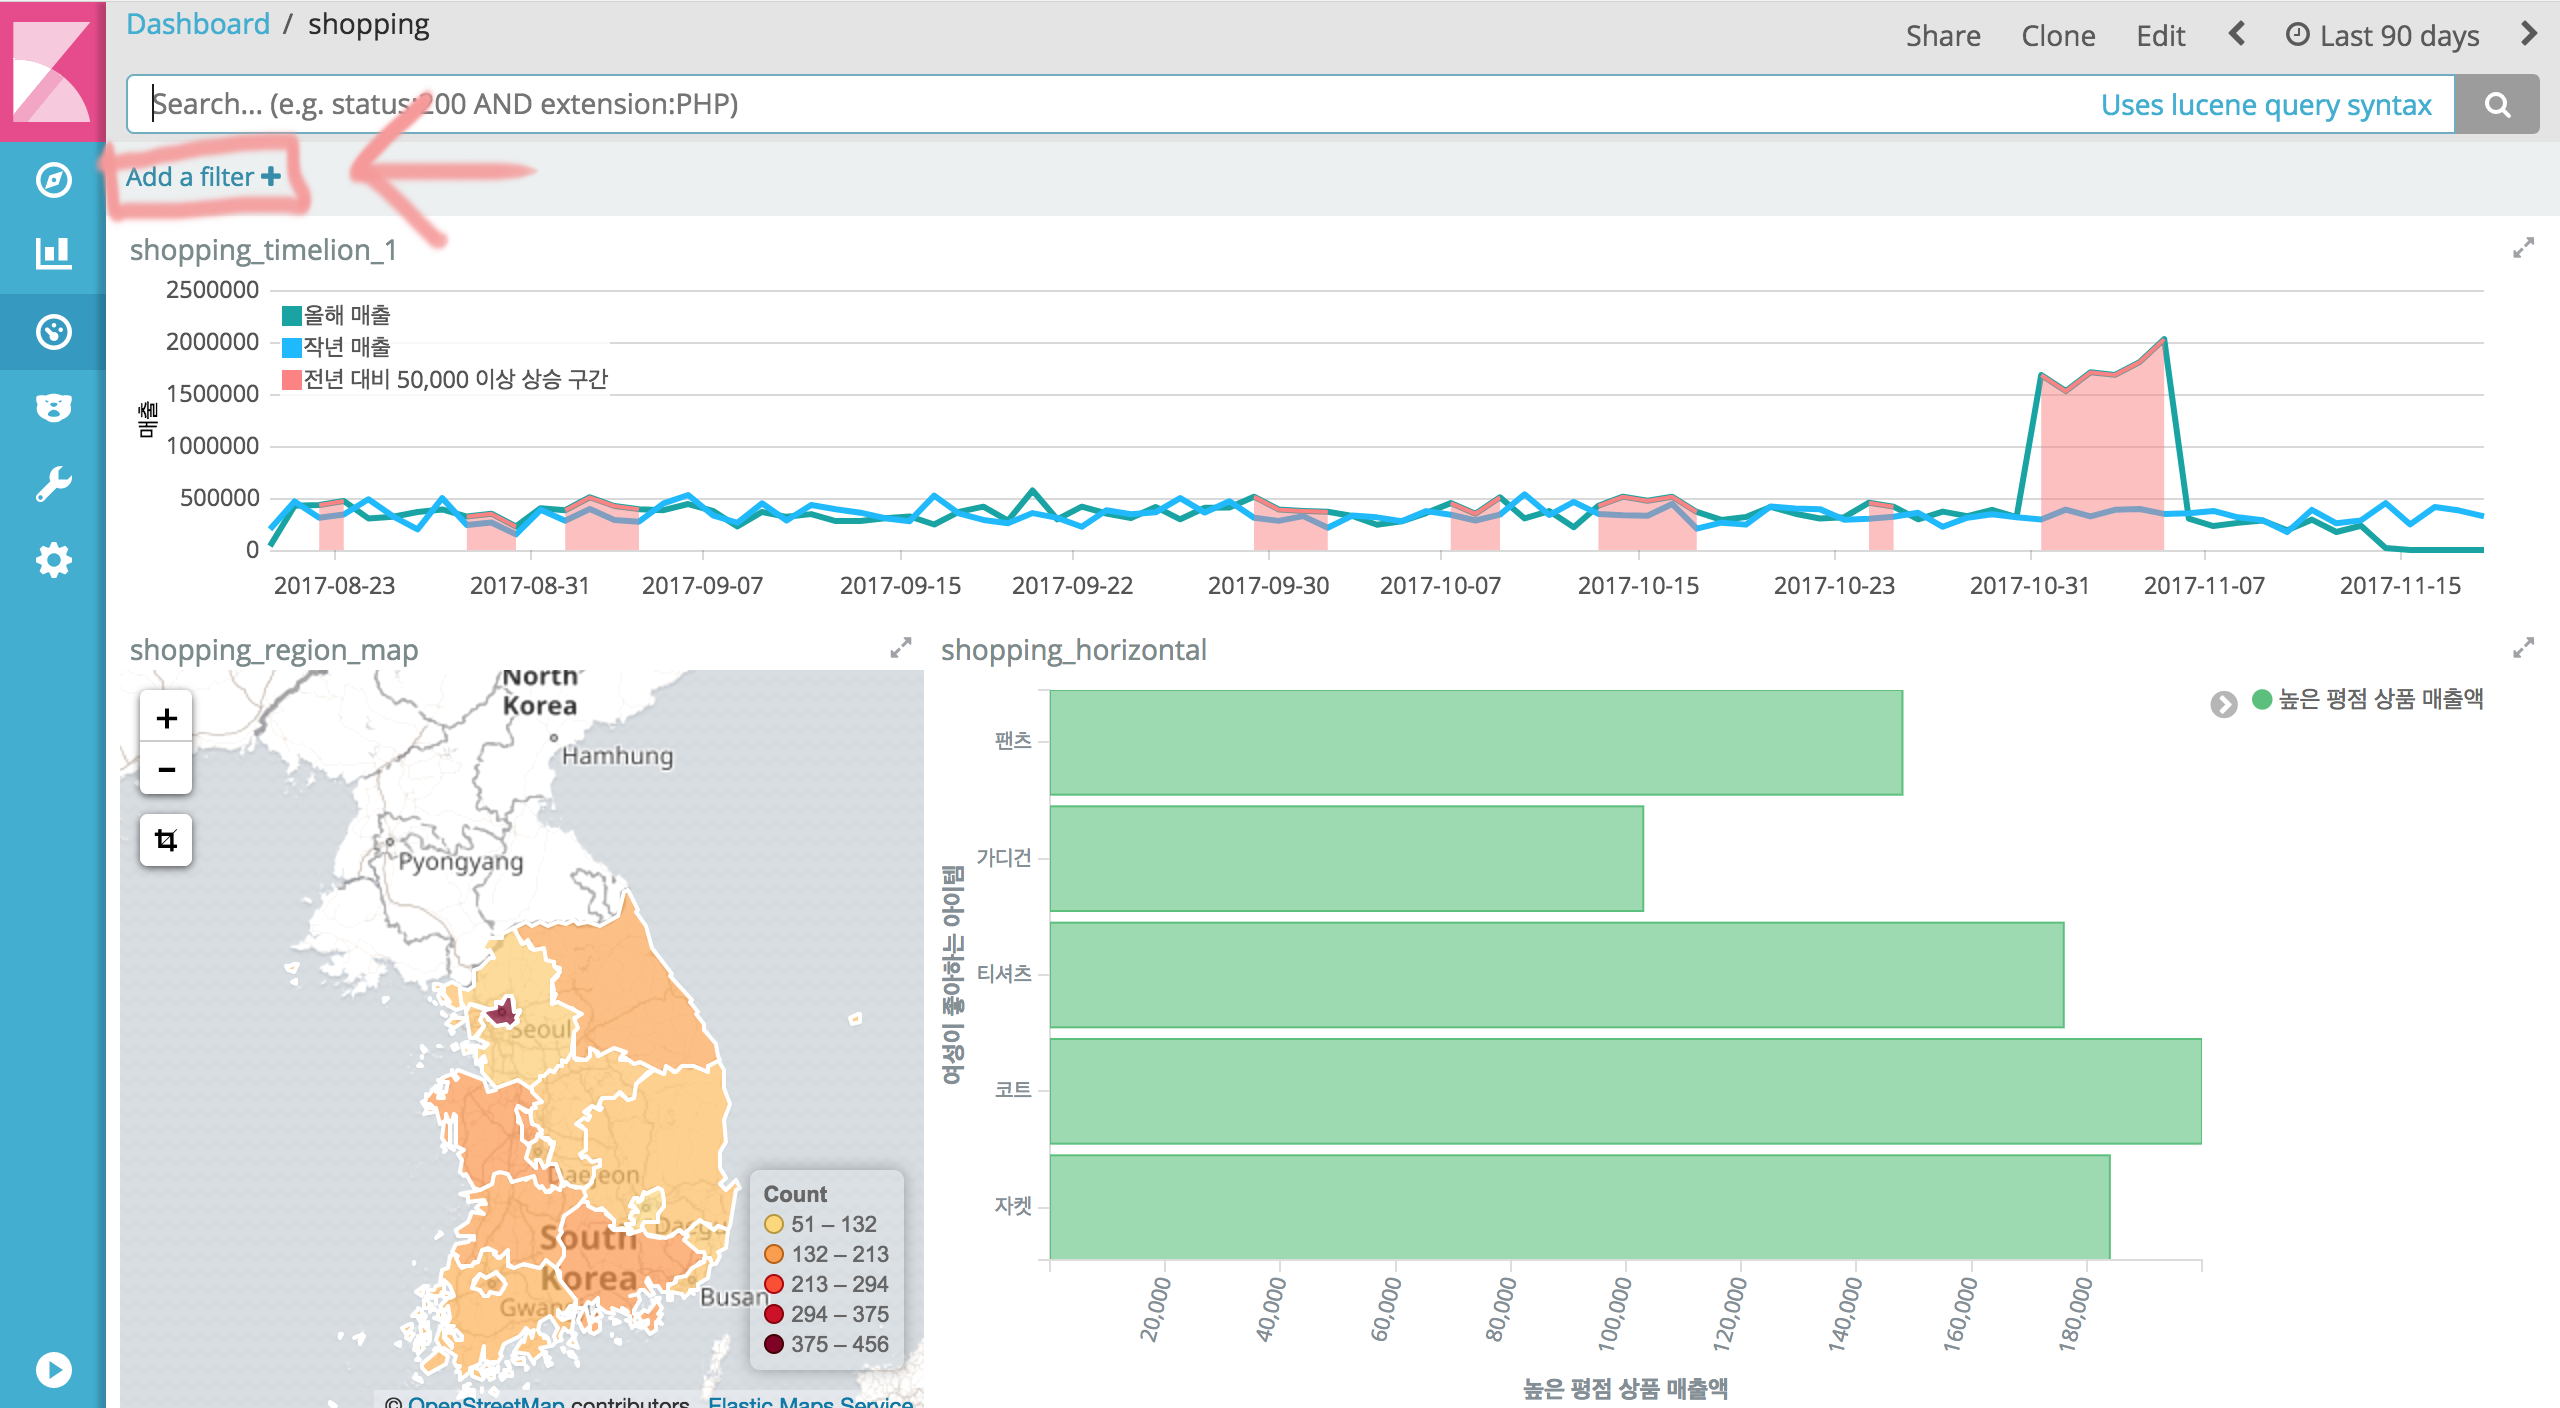 Dashboard / shopping
Share Clone Edit Last 90 days
Search... (e.g. status:200 AND extension:PHP)
Uses lucene query syntax
Add a filter
shopping_timelion_1
2500000
2000000
1500000
1000000
500000
0
매출
올해 매출
작년 매출
전년 대비 50,000 이상 상승 구간
2017-08-23 2017-08-31 2017-09-07 2017-09-15 2017-09-22 2017-09-30 2017-10-07 2017-10-15 2017-10-23 2017-10-31 2017-11-07 2017-11-15
shopping_region_map
+
−
North
Korea
Hamhung
Pyongyang
Seoul
Daejeon
Daegu
South
Korea
Busan
Count
51 – 132
132 – 213
213 – 294
294 – 375
375 – 456
© OpenStreetMap contributors, Elastic Maps Service
shopping_horizontal
높은 평점 상품 매출액
여성이 좋아하는 아이템
팬츠
가디건
티셔츠
코트
자켓
20,000 40,000 60,000 80,000 100,000 120,000 140,000 160,000 180,000
높은 평점 상품 매출액